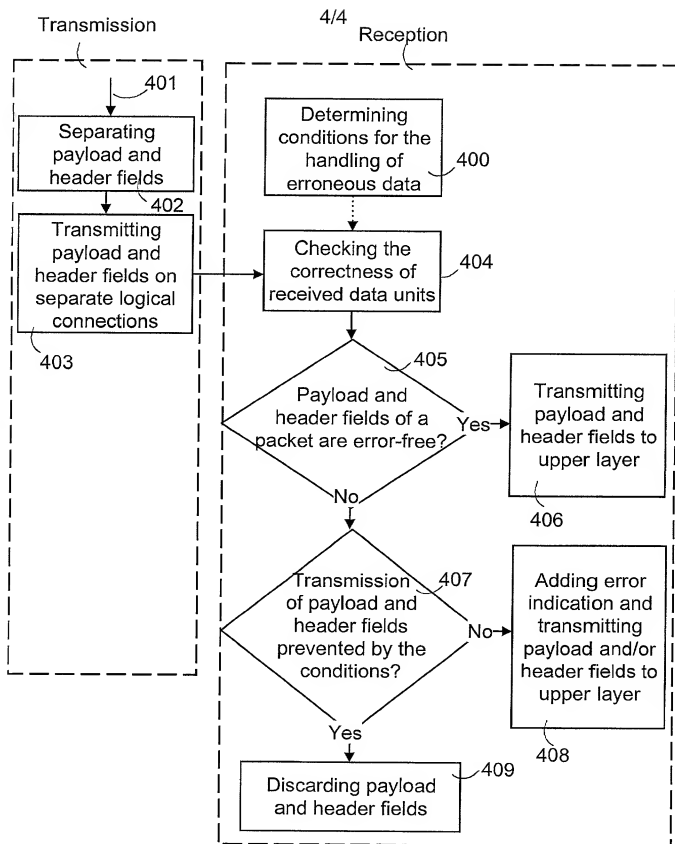 4/4
Transmission
Reception
401
Separating
payload and
header fields
402
Transmitting
payload and
header fields on
separate logical
connections
403
Determining
conditions for the
handling of
erroneous data
400
Checking the
correctness of
received data units
404
405
Payload and
header fields of a
packet are error-free?
Yes
Transmitting
payload and
header fields to
upper layer
406
No
Transmission
of payload and
header fields
prevented by the
conditions?
407
No
Adding error
indication and
transmitting
payload and/or
header fields to
upper layer
408
Yes
Discarding payload
and header fields
409